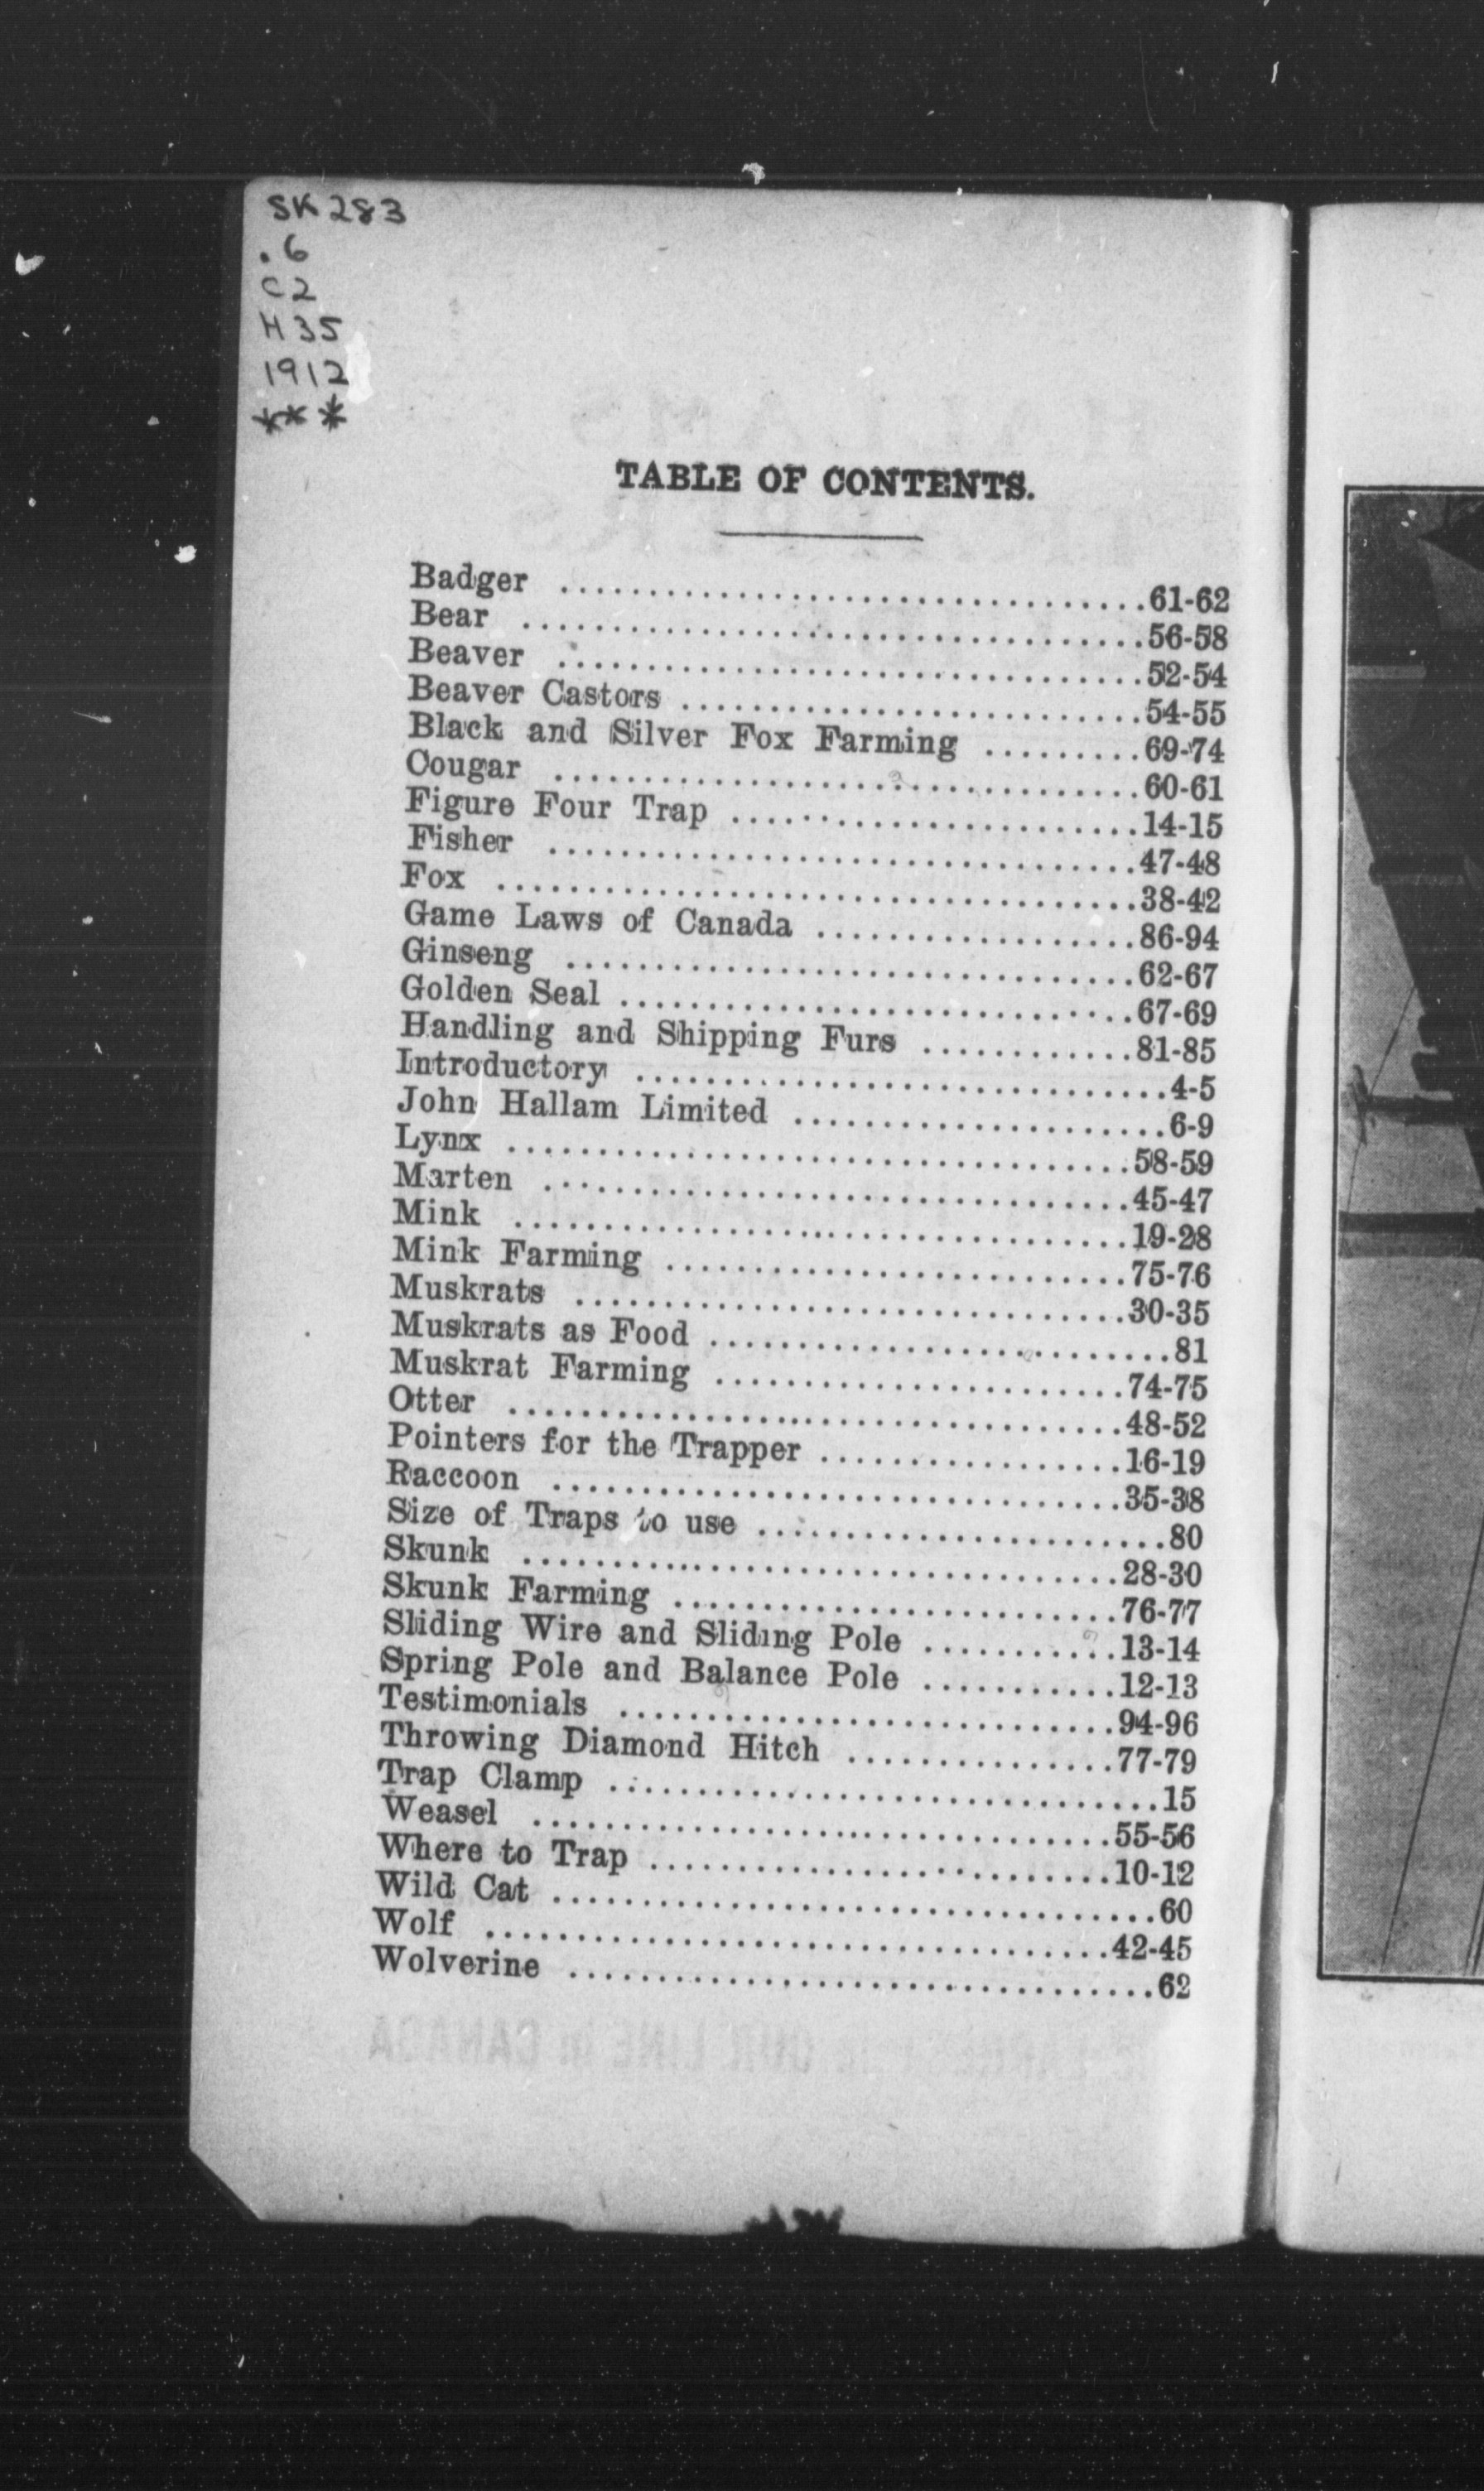 SK 283
.6
C2
H35
1912
***
TABLE OF CONTENTS.
Badger ................................. 61-62
Bear ................................... 56-58
Beaver ................................. 52-54
Beaver Castors .......................... 54-55
Black and Silver Fox Farming ......... 69-74
Cougar ................................. 60-61
Figure Four Trap ....................... 14-15
Fisher ................................. 47-48
Fox .................................... 38-42
Game Laws of Canada .................. 86-94
Ginseng ................................ 62-67
Golden Seal ............................. 67-69
Handling and Shipping Furs ............ 81-85
Introductory .............................. 4-5
John Hallam Limited ..................... 6-9
Lynx ................................... 58-59
Marten ................................. 45-47
Mink ................................... 19-28
Mink Farming .......................... 75-76
Muskrats ............................... 30-35
Muskrats as Food .......................... 81
Muskrat Farming ....................... 74-75
Otter ................................... 48-52
Pointers for the Trapper ................. 16-19
Raccoon ................................ 35-38
Size of Traps to use ....................... 80
Skunk .................................. 28-30
Skunk Farming ......................... 76-77
Sliding Wire and Sliding Pole ........... 13-14
Spring Pole and Balance Pole ........... 12-13
Testimonials ............................ 94-96
Throwing Diamond Hitch ............... 77-79
Trap Clamp ............................... 15
Weasel ................................. 55-56
Where to Trap .......................... 10-12
Wild Cat .................................. 60
Wolf ................................... 42-45
Wolverine ................................. 62